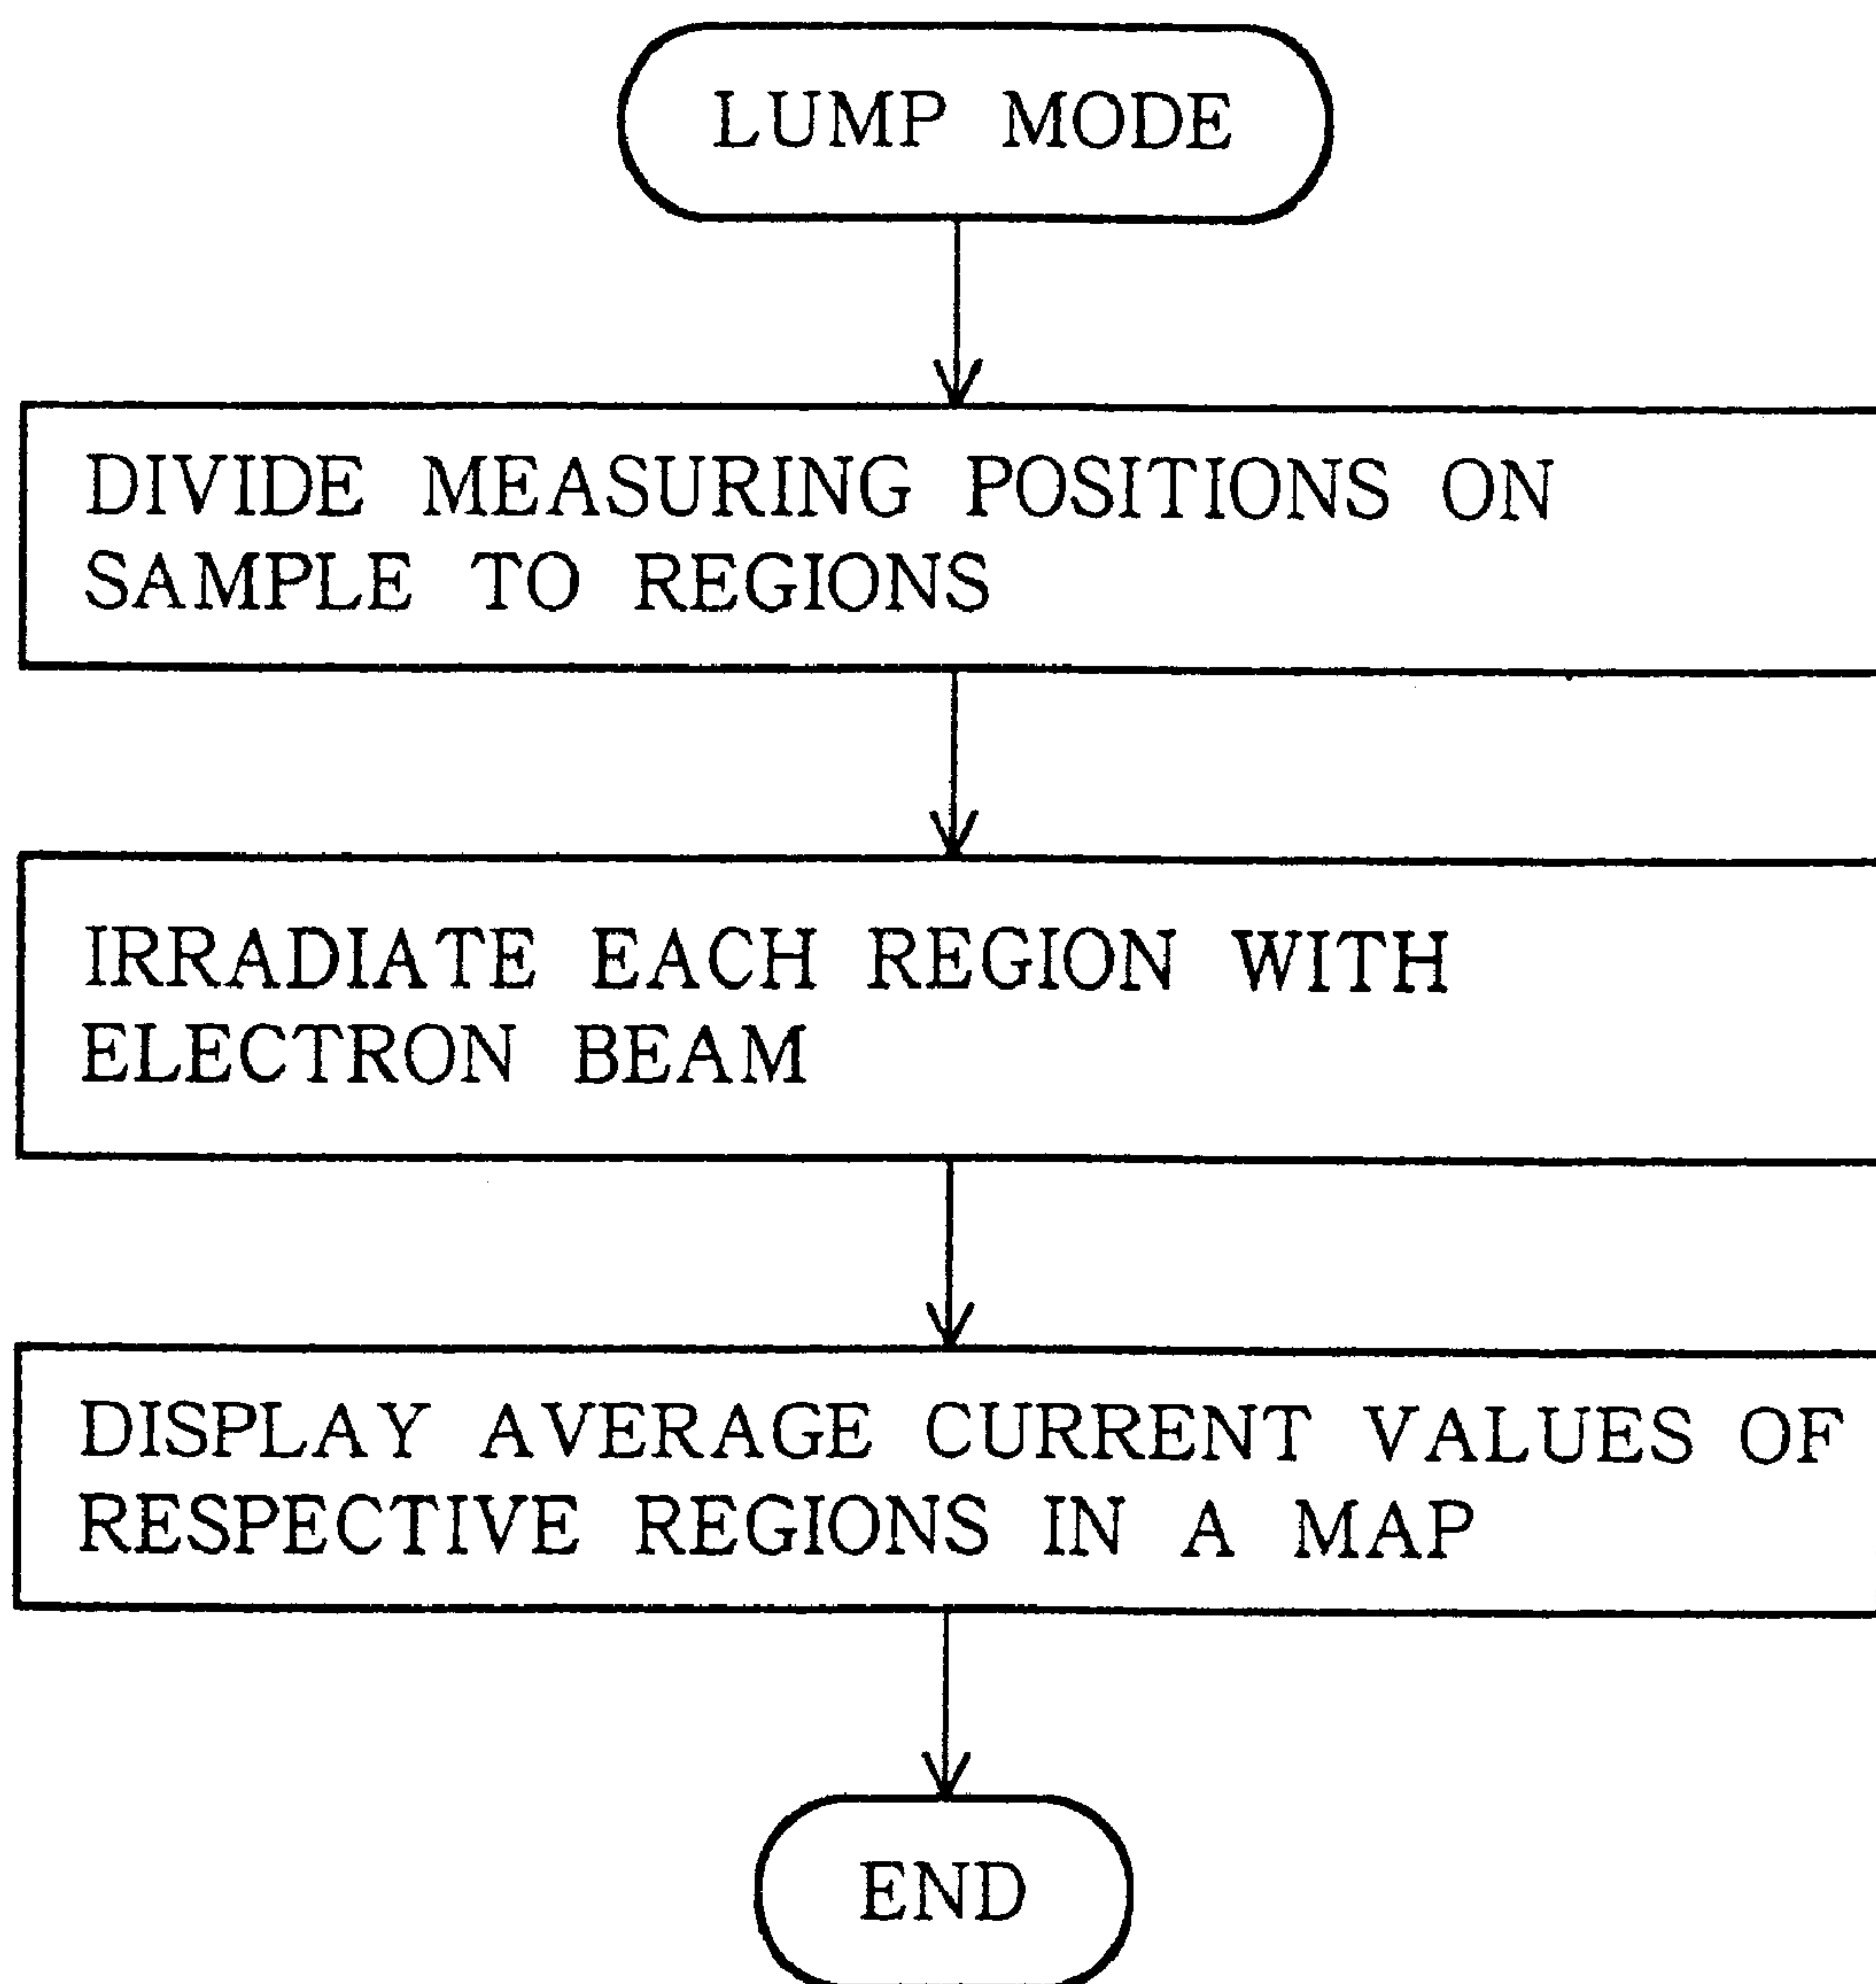 LUMP MODE
DIVIDE MEASURING POSITIONS ON
SAMPLE TO REGIONS
IRRADIATE EACH REGION WITH
ELECTRON BEAM
DISPLAY AVERAGE CURRENT VALUES OF
RESPECTIVE REGIONS IN A MAP
END